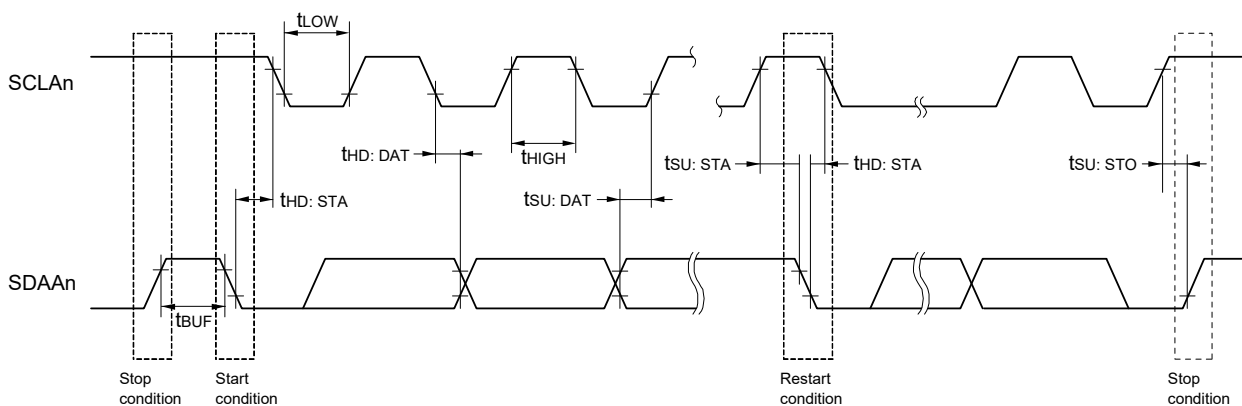 tLOW
SCLAn
tHD: DAT
tHIGH
tSU: STA
tHD: STA
tSU: STO
tHD: STA
tSU: DAT
SDAAn
tBUF
Stop
condition
Start
condition
Restart
condition
Stop
condition